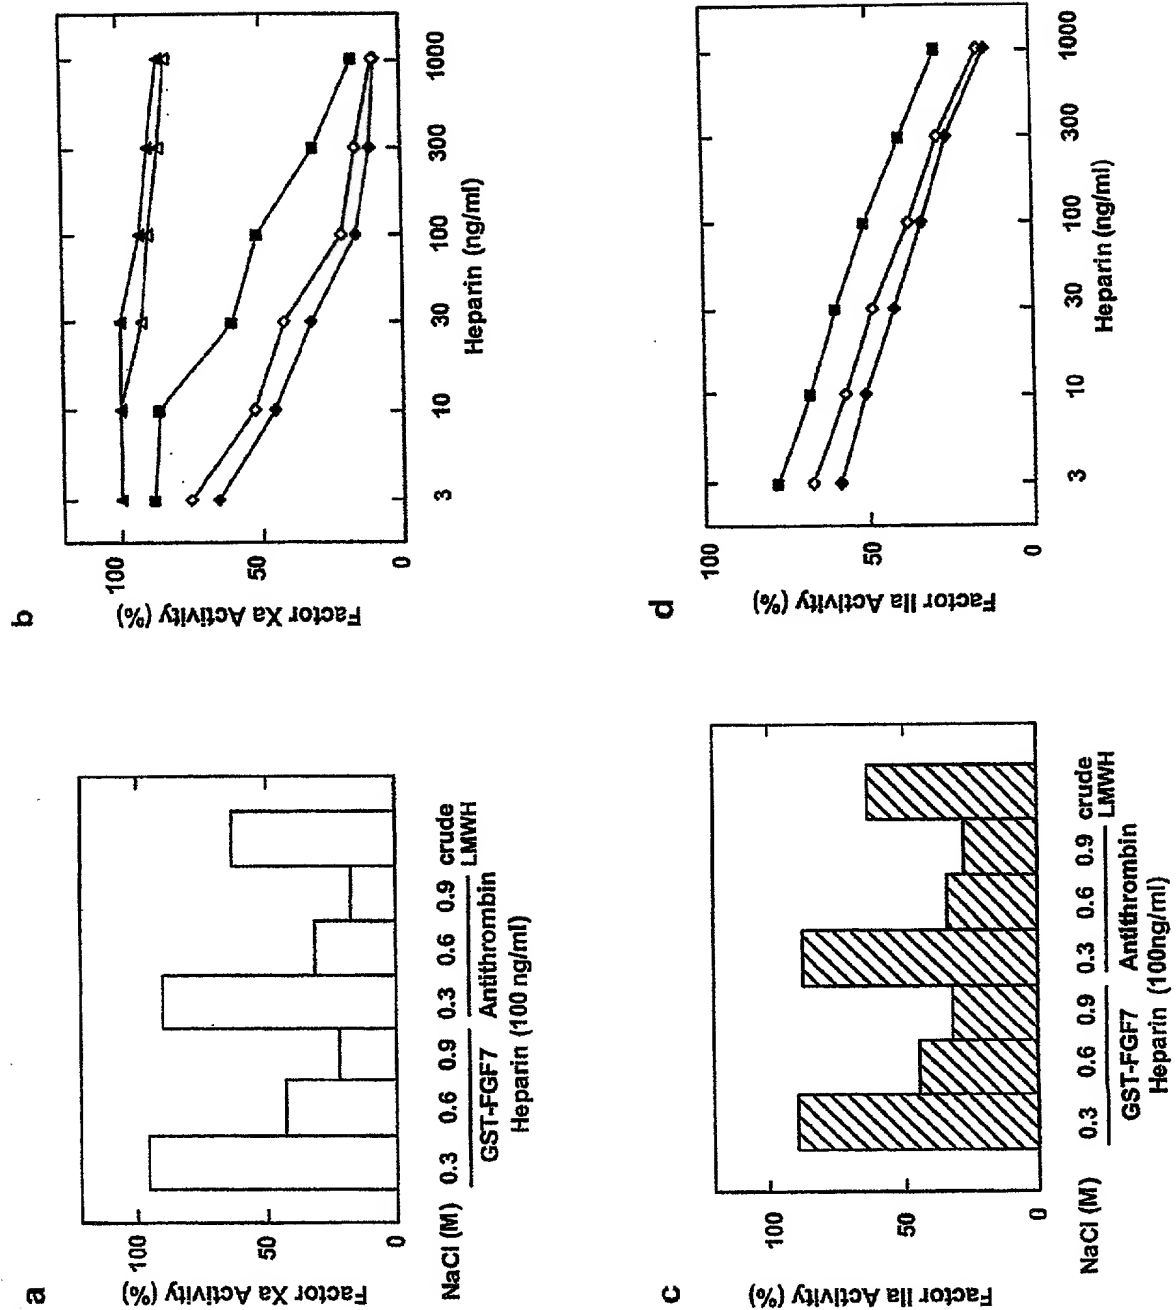 a
Factor Xa Activity (%)
100
50
0
NaCl (M)
0.3 0.6 0.9 0.3 0.6 0.9 crude
LMWH
GST-FGF7 Antithrombin
Heparin (100 ng/ml)
b
Factor Xa Activity (%)
100
50
0
3 10 30 100 300 1000
Heparin (ng/ml)
c
Factor IIa Activity (%)
100
50
0
NaCl (M)
0.3 0.6 0.9 0.3 0.6 0.9 crude
LMWH
GST-FGF7 Antithrombin
Heparin (100ng/ml)
d
Factor IIa Activity (%)
100
50
0
3 10 30 100 300 1000
Heparin (ng/ml)